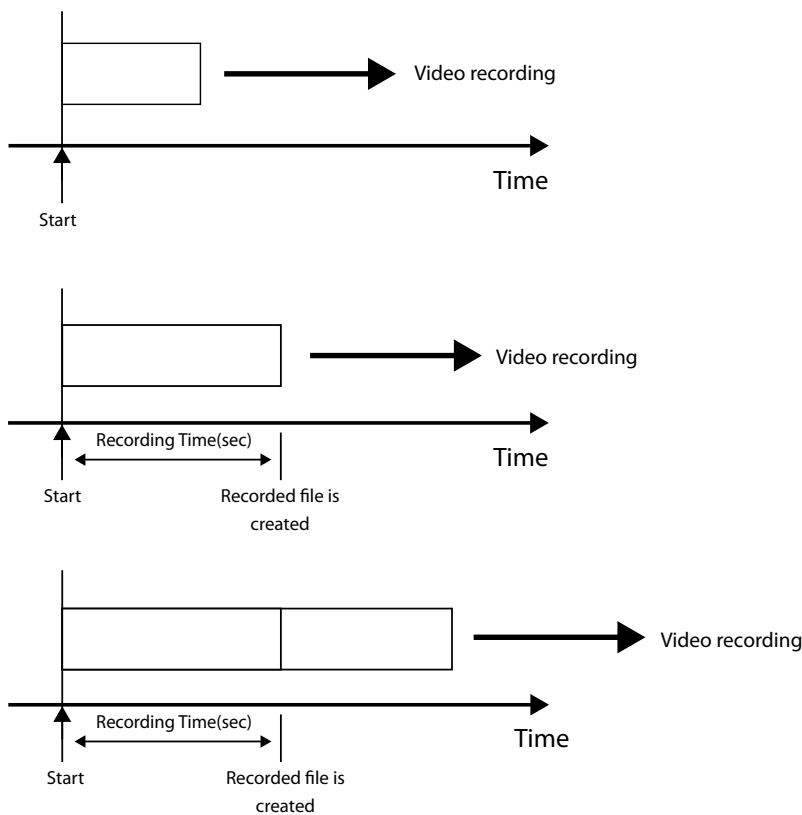 Video recording
Time
Start
Video recording
Recording Time(sec)
Time
Start
Recorded file is
created
Video recording
Recording Time(sec)
Time
Start
Recorded file is
created